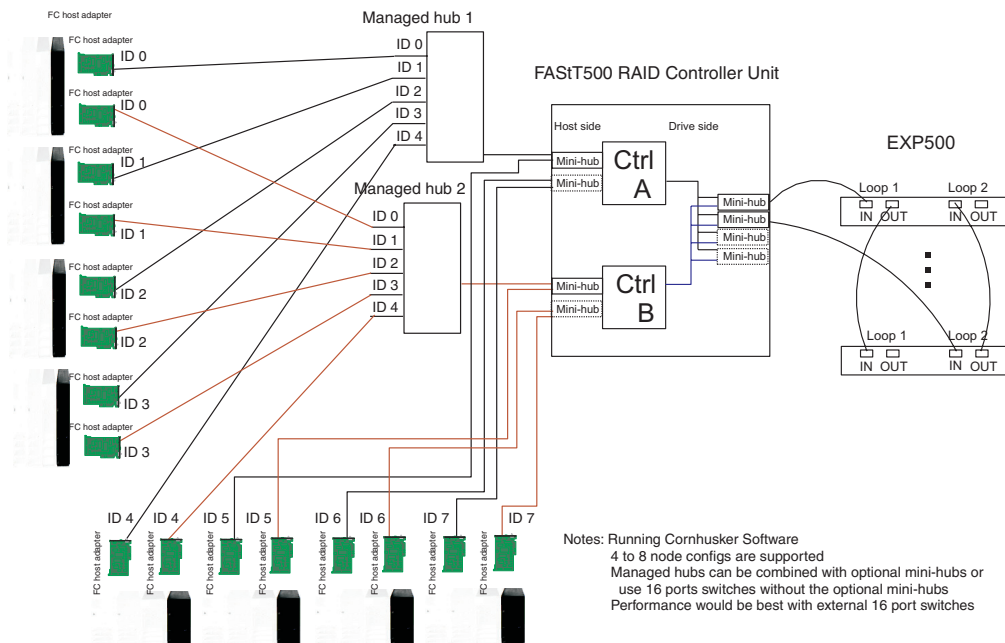 FC host adapter
FC host adapter
ID 0
FC host adapter
ID 0
FC host adapter
ID 1
FC host adapter
ID 1
FC host adapter
ID 2
FC host adapter
ID 2
FC host adapter
ID 3
FC host adapter
ID 3
Managed hub 1
ID 0
ID 1
ID 2
ID 3
ID 4
Managed hub 2
ID 0
ID 1
ID 2
ID 3
ID 4
FAStT500 RAID Controller Unit
Host side
Drive side
Mini-hub
Mini-hub
Ctrl
A
Mini-hub
Mini-hub
Mini-hub
Mini-hub
Mini-hub
Mini-hub
Ctrl
B
EXP500
Loop 1
Loop 2
IN OUT
IN OUT
Loop 1
Loop 2
IN OUT
IN OUT
ID 4
ID 4
ID 5
ID 5
ID 6
ID 6
ID 7
ID 7
FC host adapter
FC host adapter
FC host adapter
FC host adapter
FC host adapter
FC host adapter
FC host adapter
FC host adapter
Notes: Running Cornhusker Software
4 to 8 node configs are supported
Managed hubs can be combined with optional mini-hubs or
use 16 ports switches without the optional mini-hubs
Performance would be best with external 16 port switches